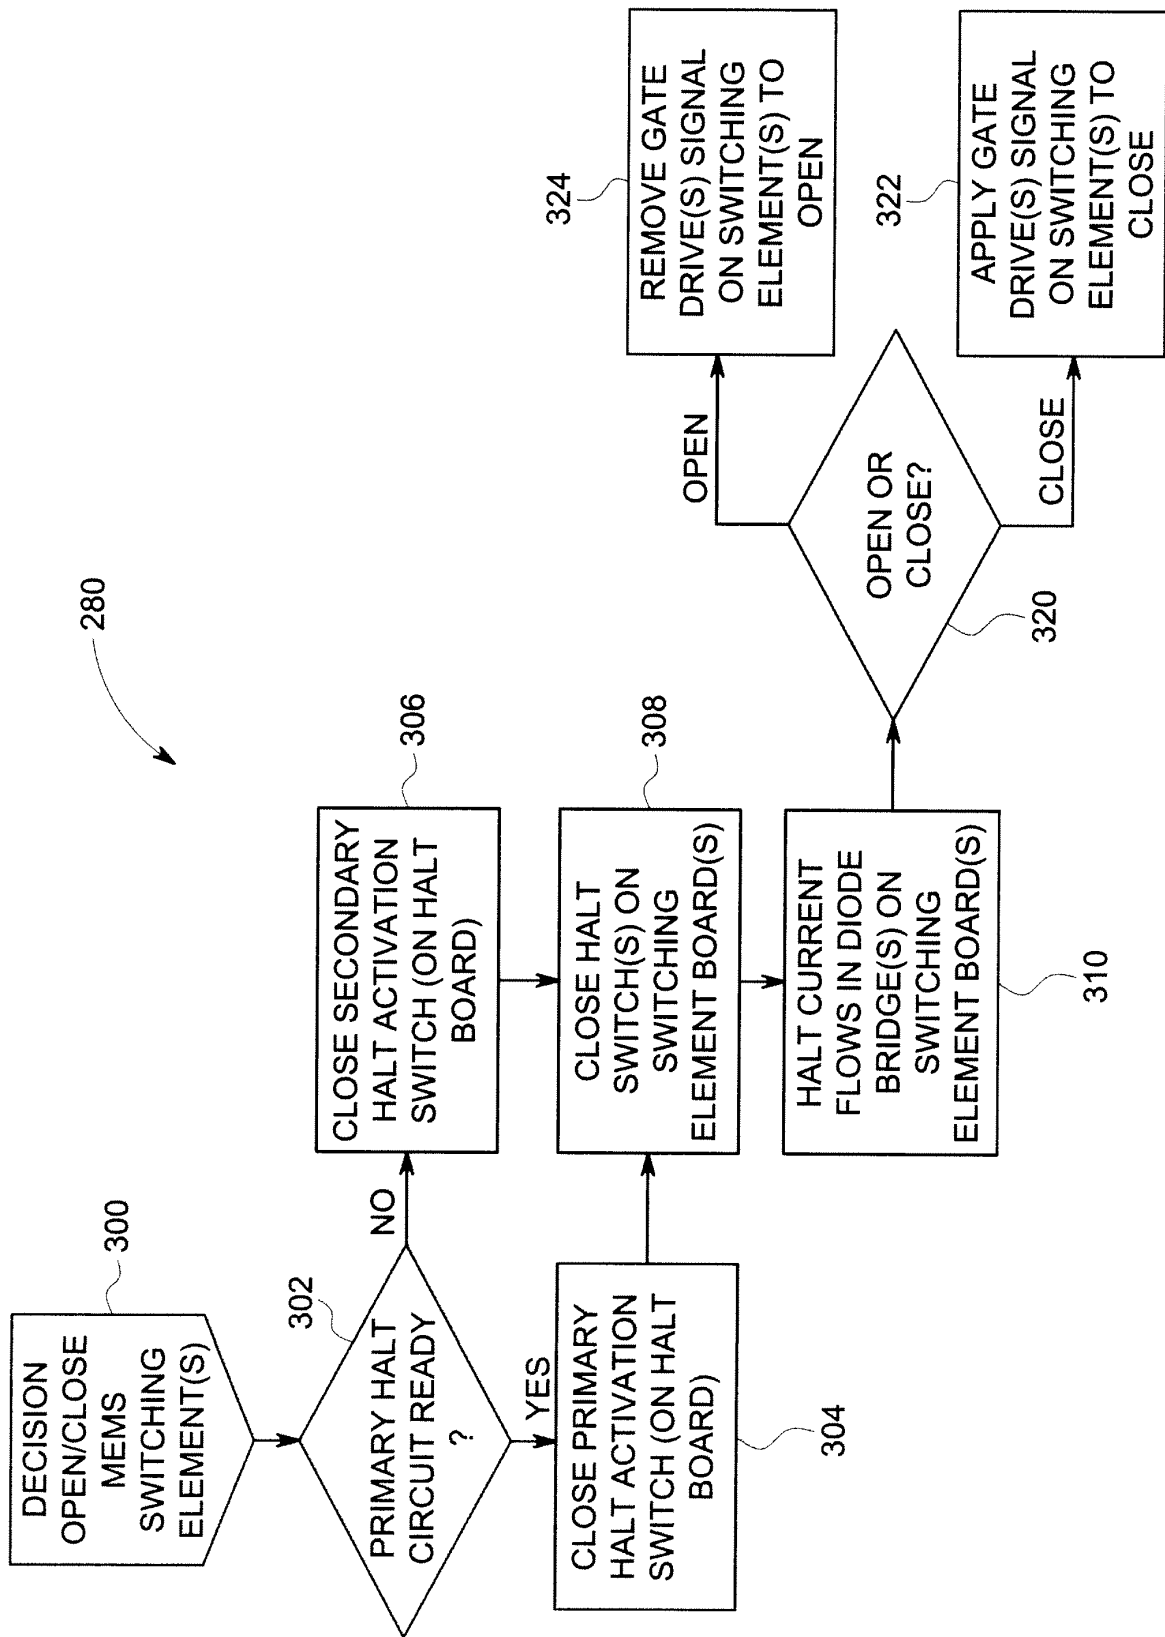 280
DECISION
OPEN/CLOSE
MEMS
SWITCHING
ELEMENT(S)
300
PRIMARY HALT
CIRCUIT READY
?
302
NO
YES
CLOSE PRIMARY
HALT ACTIVATION
SWITCH (ON HALT
BOARD)
304
CLOSE SECONDARY
HALT ACTIVATION
SWITCH (ON HALT
BOARD)
306
CLOSE HALT
SWITCH(S) ON
SWITCHING
ELEMENT BOARD(S)
308
HALT CURRENT
FLOWS IN DIODE
BRIDGE(S) ON
SWITCHING
ELEMENT BOARD(S)
310
OPEN OR
CLOSE?
320
OPEN
CLOSE
REMOVE GATE
DRIVE(S) SIGNAL
ON SWITCHING
ELEMENT(S) TO
OPEN
324
APPLY GATE
DRIVE(S) SIGNAL
ON SWITCHING
ELEMENT(S) TO
CLOSE
322